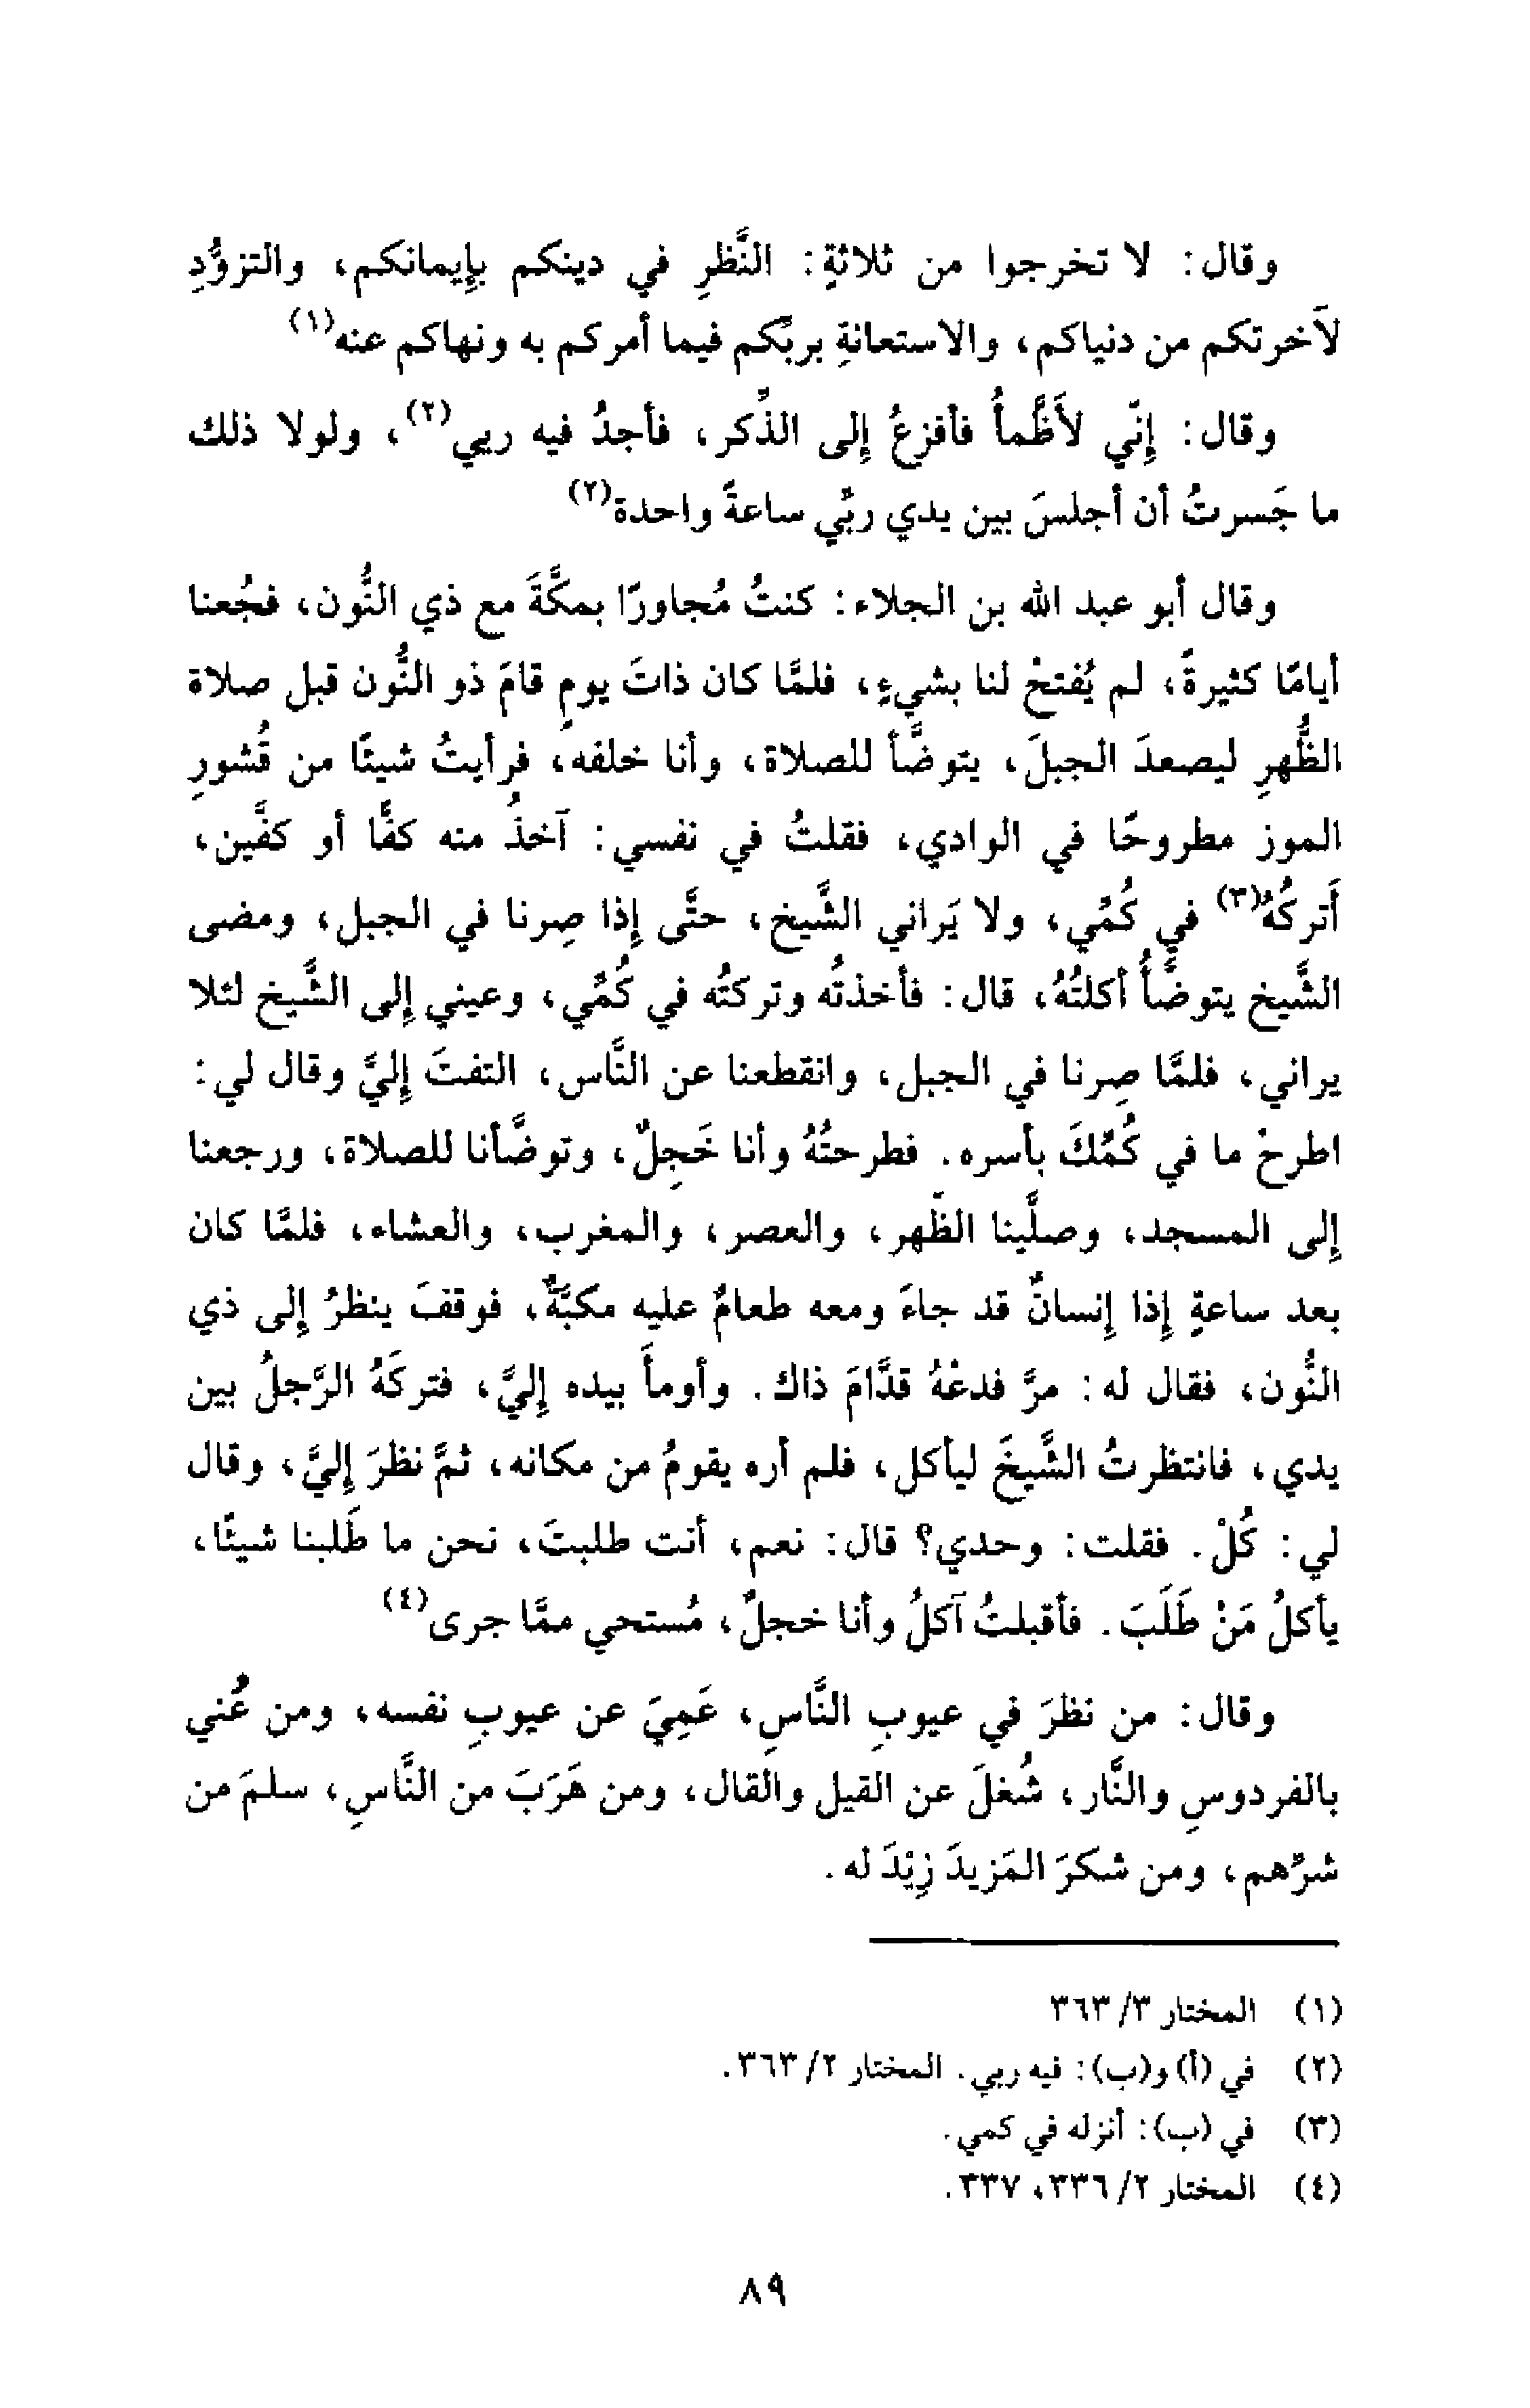 وقال: لا تخرجوا من ثلاثةٍ: النَّظرِ في دينكم بإيمانكم، والتزوُّدِ
لآخرتكم من دنياكم، والاستعانةِ بربِّكم فيما أمركم به ونهاكم عنه(١)
وقال: إنّي لأَظمأُ فأفزعُ إلى الذِّكر، فأجدُ فيه ربي(٢)، ولولا ذلك
ما جَسرتُ أن أجلسَ بين يدي ربّي ساعةً واحدة(٢)
وقال أبو عبد الله بن الجلاء: كنتُ مُجاورًا بمكَّةَ مع ذي النُّون، فجُعنا
أيامًا كثيرةً، لم يُفتحْ لنا بشيءٍ، فلمَّا كان ذاتَ يومٍ قامَ ذو النُّون قبل صلاة
الظُّهرِ ليصعدَ الجبلَ، يتوضَّأ للصلاة، وأنا خلفه، فرأيتُ شيئًا من قُشورِ
الموز مطروحًا في الوادي، فقلتُ في نفسي: آخذُ منه كفًّا أو كفَّين،
أَتركُهُ(٣) في كُمِّي، ولا يَراني الشَّيخ، حتَّى إذا صِرنا في الجبل، ومضى
الشَّيخ يتوضَّأُ أكلتُهُ، قال: فأخذتُه وتركتُه في كُمِّي، وعيني إلى الشَّيخ لئلا
يراني، فلمَّا صِرنا في الجبل، وانقطعنا عن النَّاس، التفتَ إليَّ وقال لي:
اطرحْ ما في كُمِّكَ بأسره. فطرحتُهُ وأنا خَجِلٌ، وتوضَّأنا للصلاة، ورجعنا
إلى المسجد، وصلَّينا الظّهر، والعصر، والمغرب، والعشاء، فلمَّا كان
بعد ساعةٍ إذا إنسانٌ قد جاءَ ومعه طعامٌ عليه مكبَّةٌ، فوقفَ ينظرُ إلى ذي
النُّون، فقال له: مرَّ فدعْهُ قدَّامَ ذاك. وأومأَ بيده إليَّ، فتركَهُ الرَّجلُ بين
يدي، فانتظرتُ الشَّيخَ ليأكل، فلم أره يقومُ من مكانه، ثمَّ نظرَ إليَّ، وقال
لي: كُلْ. فقلت: وحدي؟ قال: نعم، أنت طلبتَ، نحن ما طَلبنا شيئًا،
يأكلُ مَنْ طَلَبَ. فأقبلتُ آكلُ وأنا خجلٌ، مُستحي ممَّا جرى(٤)
وقال: من نظرَ في عيوبِ النَّاسِ، عَمِيَ عن عيوبِ نفسه، ومن عُني
بالفردوسِ والنَّار، شُغلَ عن القيل والقال، ومن هَرَبَ من النَّاسِ، سلمَ من
شرِّهم، ومن شكرَ المَزيدَ زِيْدَ له.
(١) المختار ٣/ ٣٦٣
(٢) في (أ) و(ب): فيه ربي. المختار ٢/ ٣٦٣.
(٣) في (ب): أنزله في كمي.
(٤) المختار ٢/ ٣٣٦، ٣٣٧.
٨٩